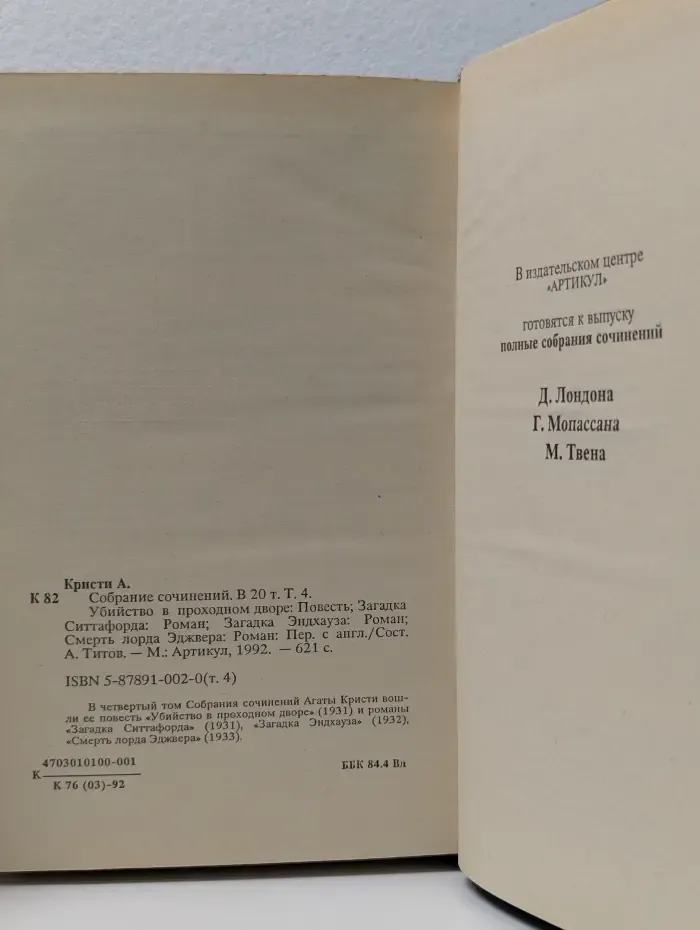 Кристи А.
К 82 Собрание сочинений. В 20 т. Т. 4.
Убийство в проходном дворе: Повесть; Загадка
Ситтафорда: Роман; Загадка Эндхауза: Роман;
Смерть лорда Эджвера: Роман: Пер. с англ./Сост.
А. Титов. — М.: Артикул, 1992. — 621 с.
ISBN 5-87891-002-0(т. 4)
В четвертый том Собрания сочинений Агаты Кристи вош-
ли ее повесть «Убийство в проходном дворе» (1931) и романы
«Загадка Ситтафорда» (1931), «Загадка Эндхауза» (1932),
«Смерть лорда Эджвера» (1933).
4703010100-001
К
К 76 (03)-92
ББК 84.4 Вл
В издательском центре
«АРТИКУЛ»
готовятся к выпуску
полные собрания сочинений
Д. Лондона
Г. Мопассана
М. Твена